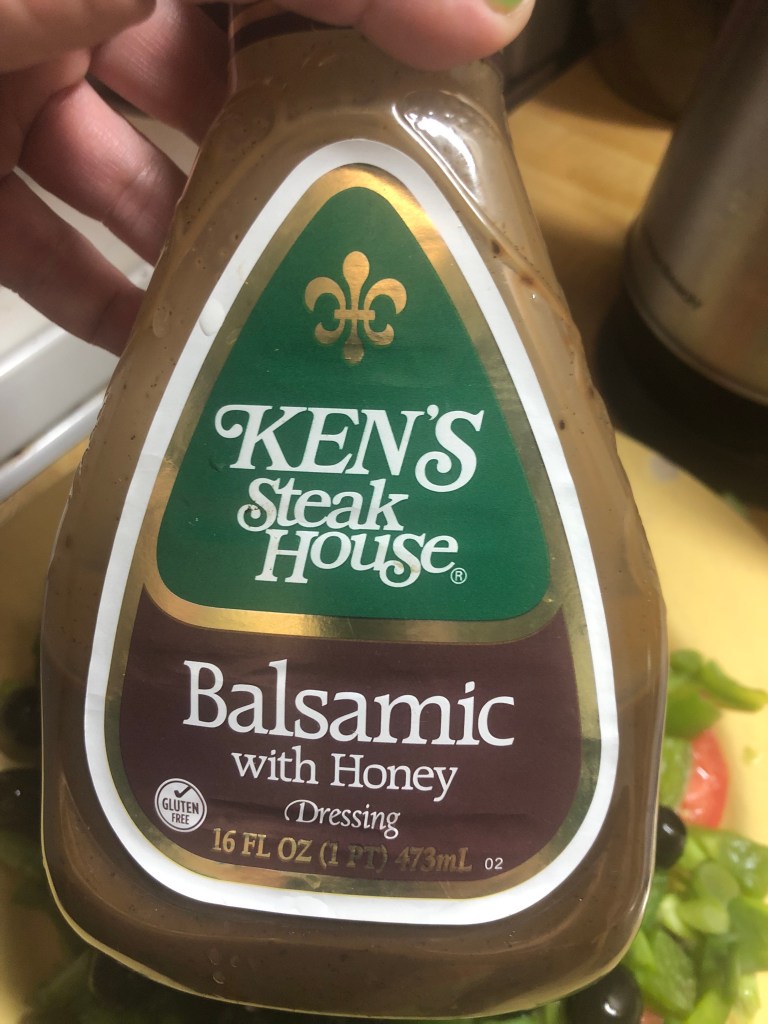 KEN'S
Steak
House®
Balsamic
with Honey
GLUTEN
FREE
Dressing
16 FL OZ (1 PT) 473mL 02